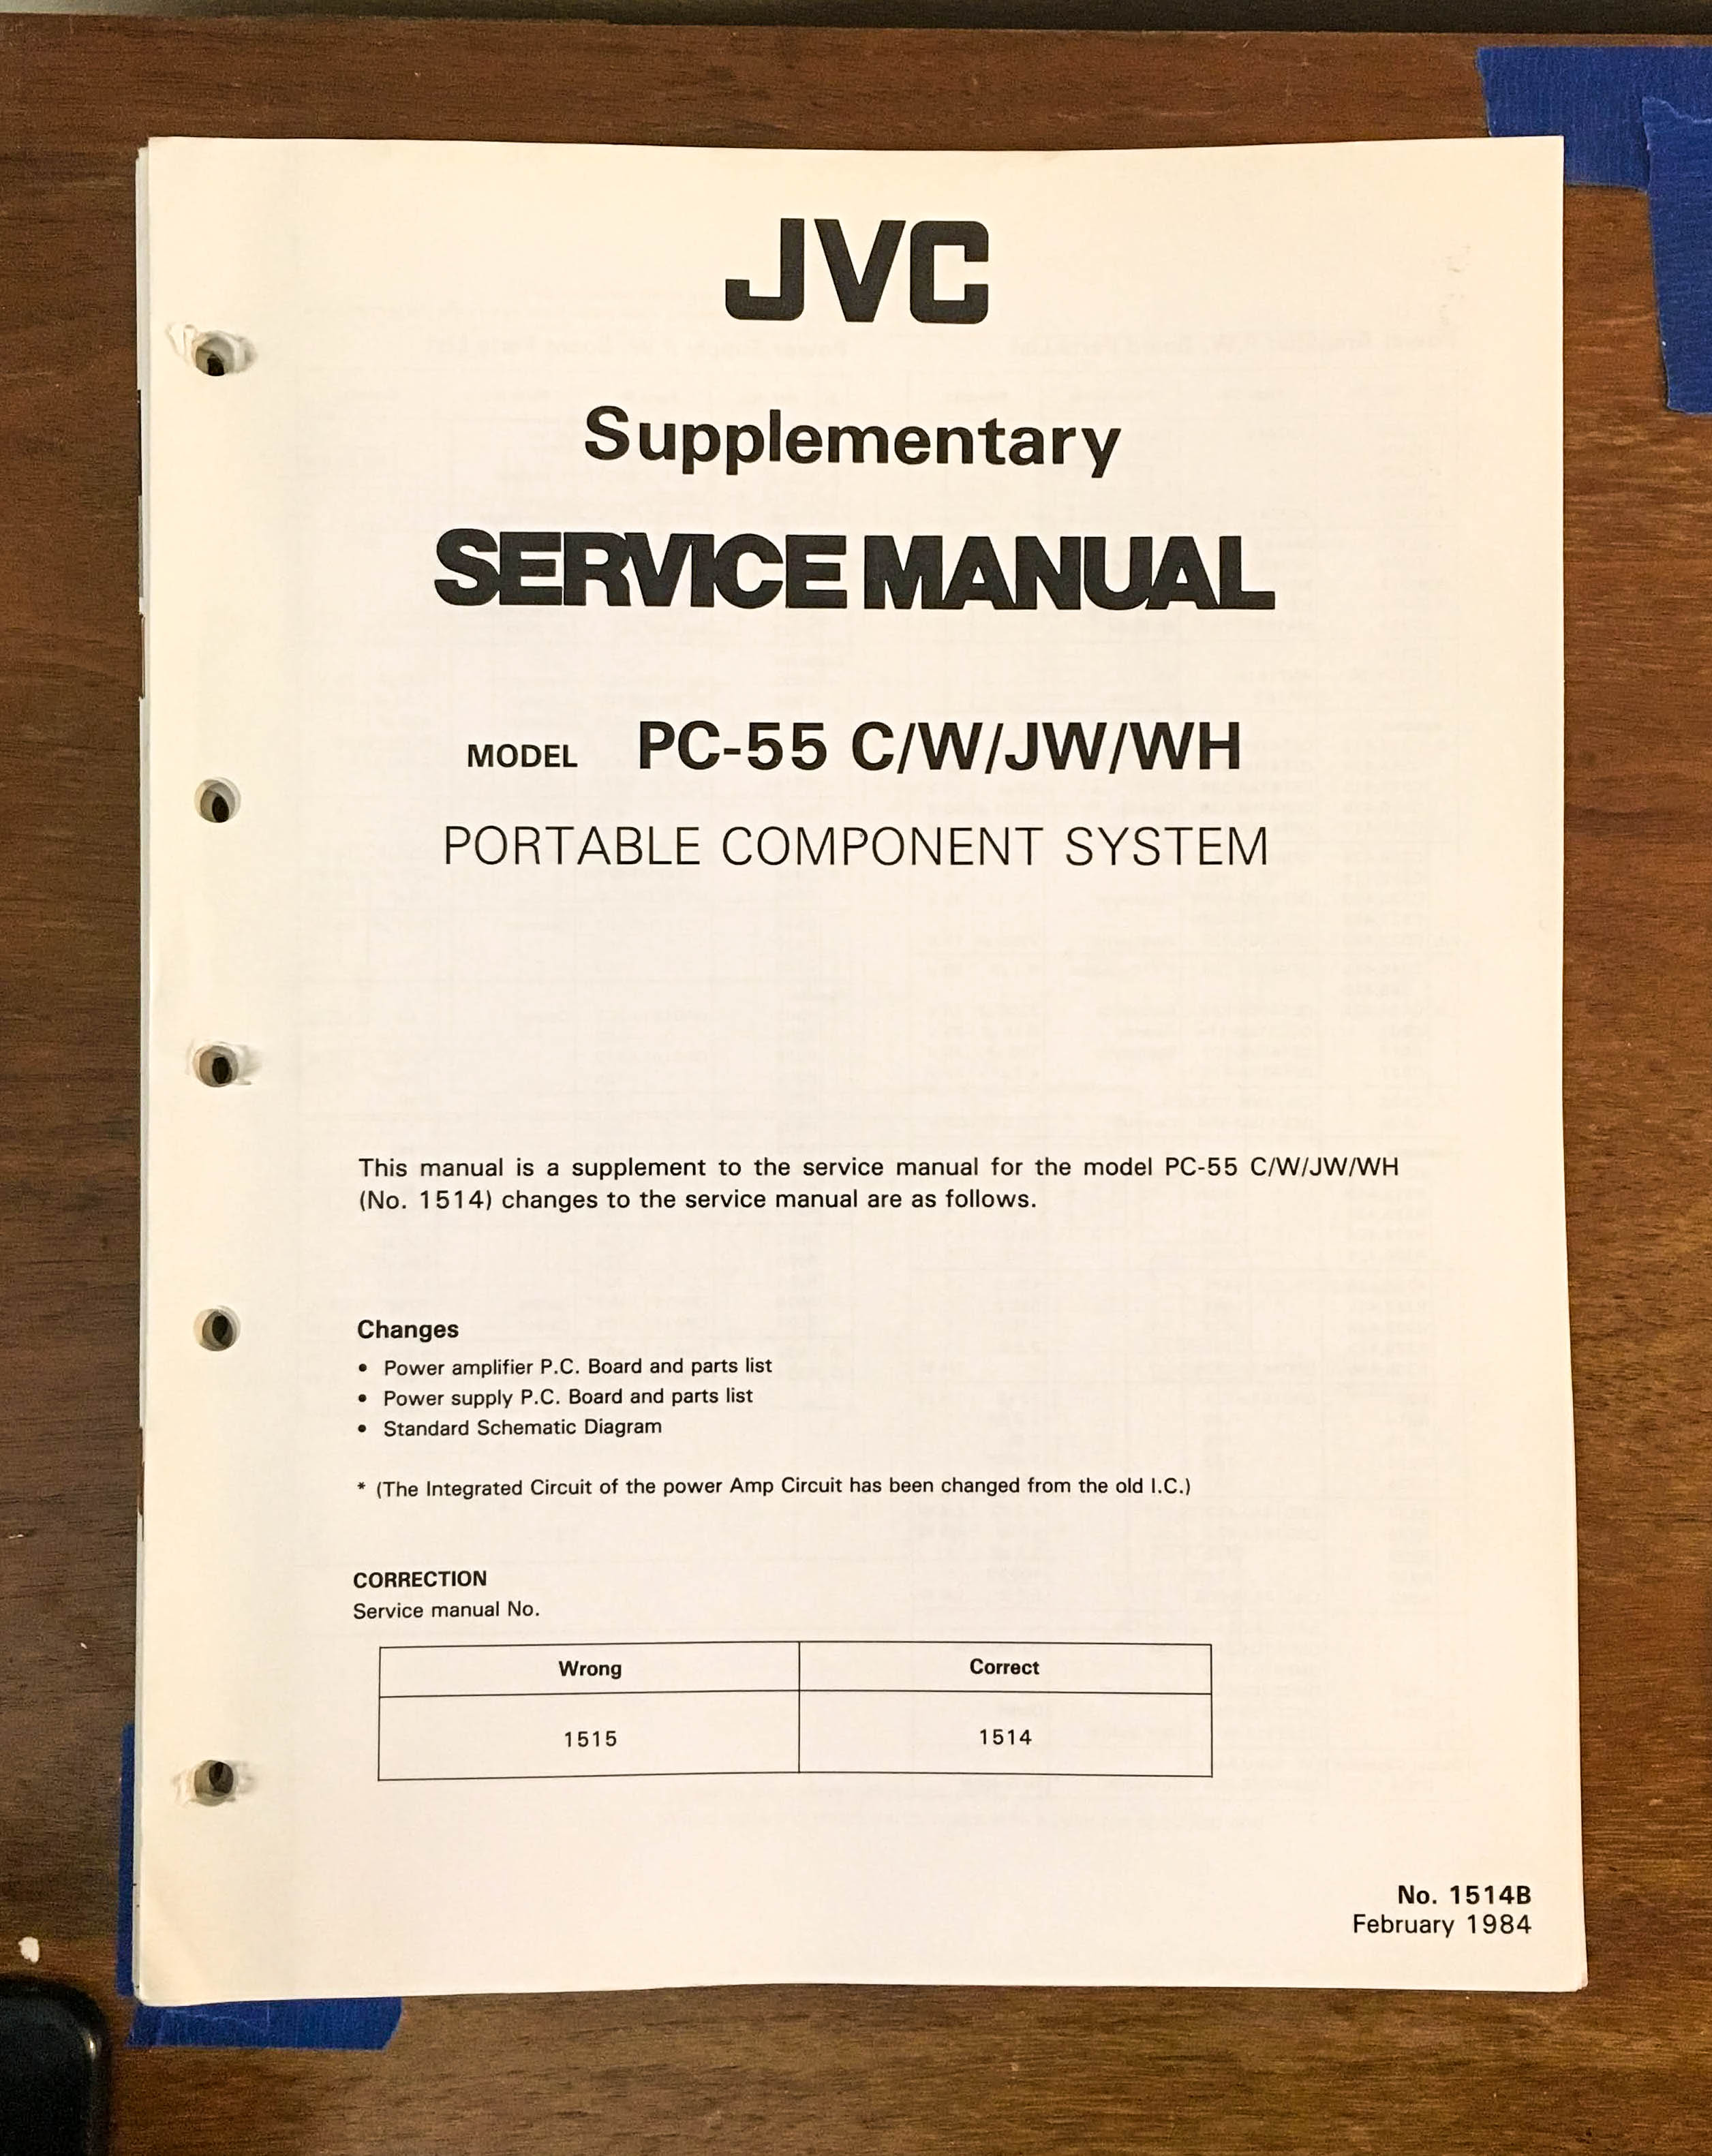 JVC
Supplementary
SERVICE MANUAL
MODEL PC-55 C/W/JW/WH
PORTABLE COMPONENT SYSTEM
This manual is a supplement to the service manual for the model PC-55 C/W/JW/WH
(No. 1514) changes to the service manual are as follows.
Changes
• Power amplifier P.C. Board and parts list
• Power supply P.C. Board and parts list
• Standard Schematic Diagram
* (The Integrated Circuit of the power Amp Circuit has been changed from the old I.C.)
CORRECTION
Service manual No.
Wrong Correct
1515 1514
No. 1514B
February 1984